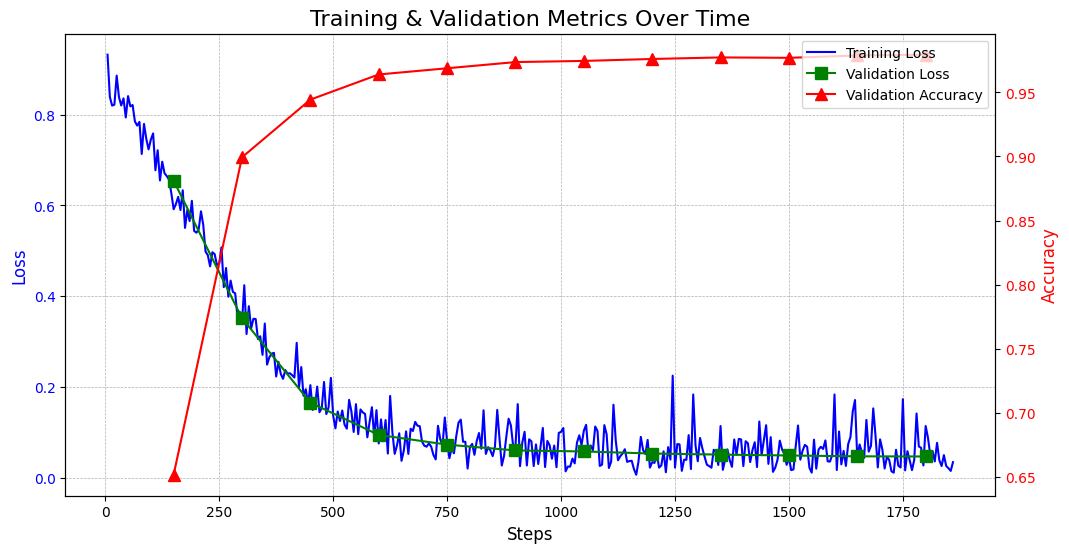 Training & Validation Metrics Over Time
Training Loss
Validation Loss
Validation Accuracy
Loss
0.8
0.6
0.4
0.2
0.0
0.95
0.90
0.85
0.80
0.75
0.70
0.65
Accuracy
0
250
500
750
1000
1250
1500
1750
Steps